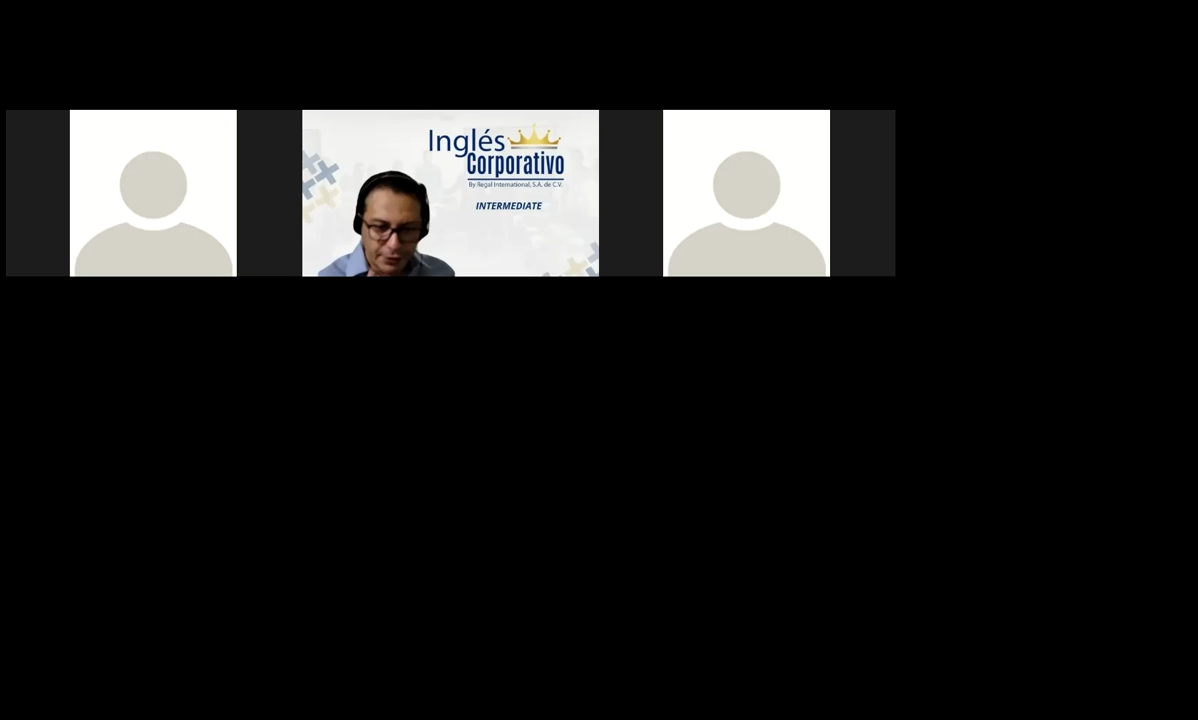 Inglés
Corporativo
By Regal International, S.A. de C.V.
INTERMEDIATE